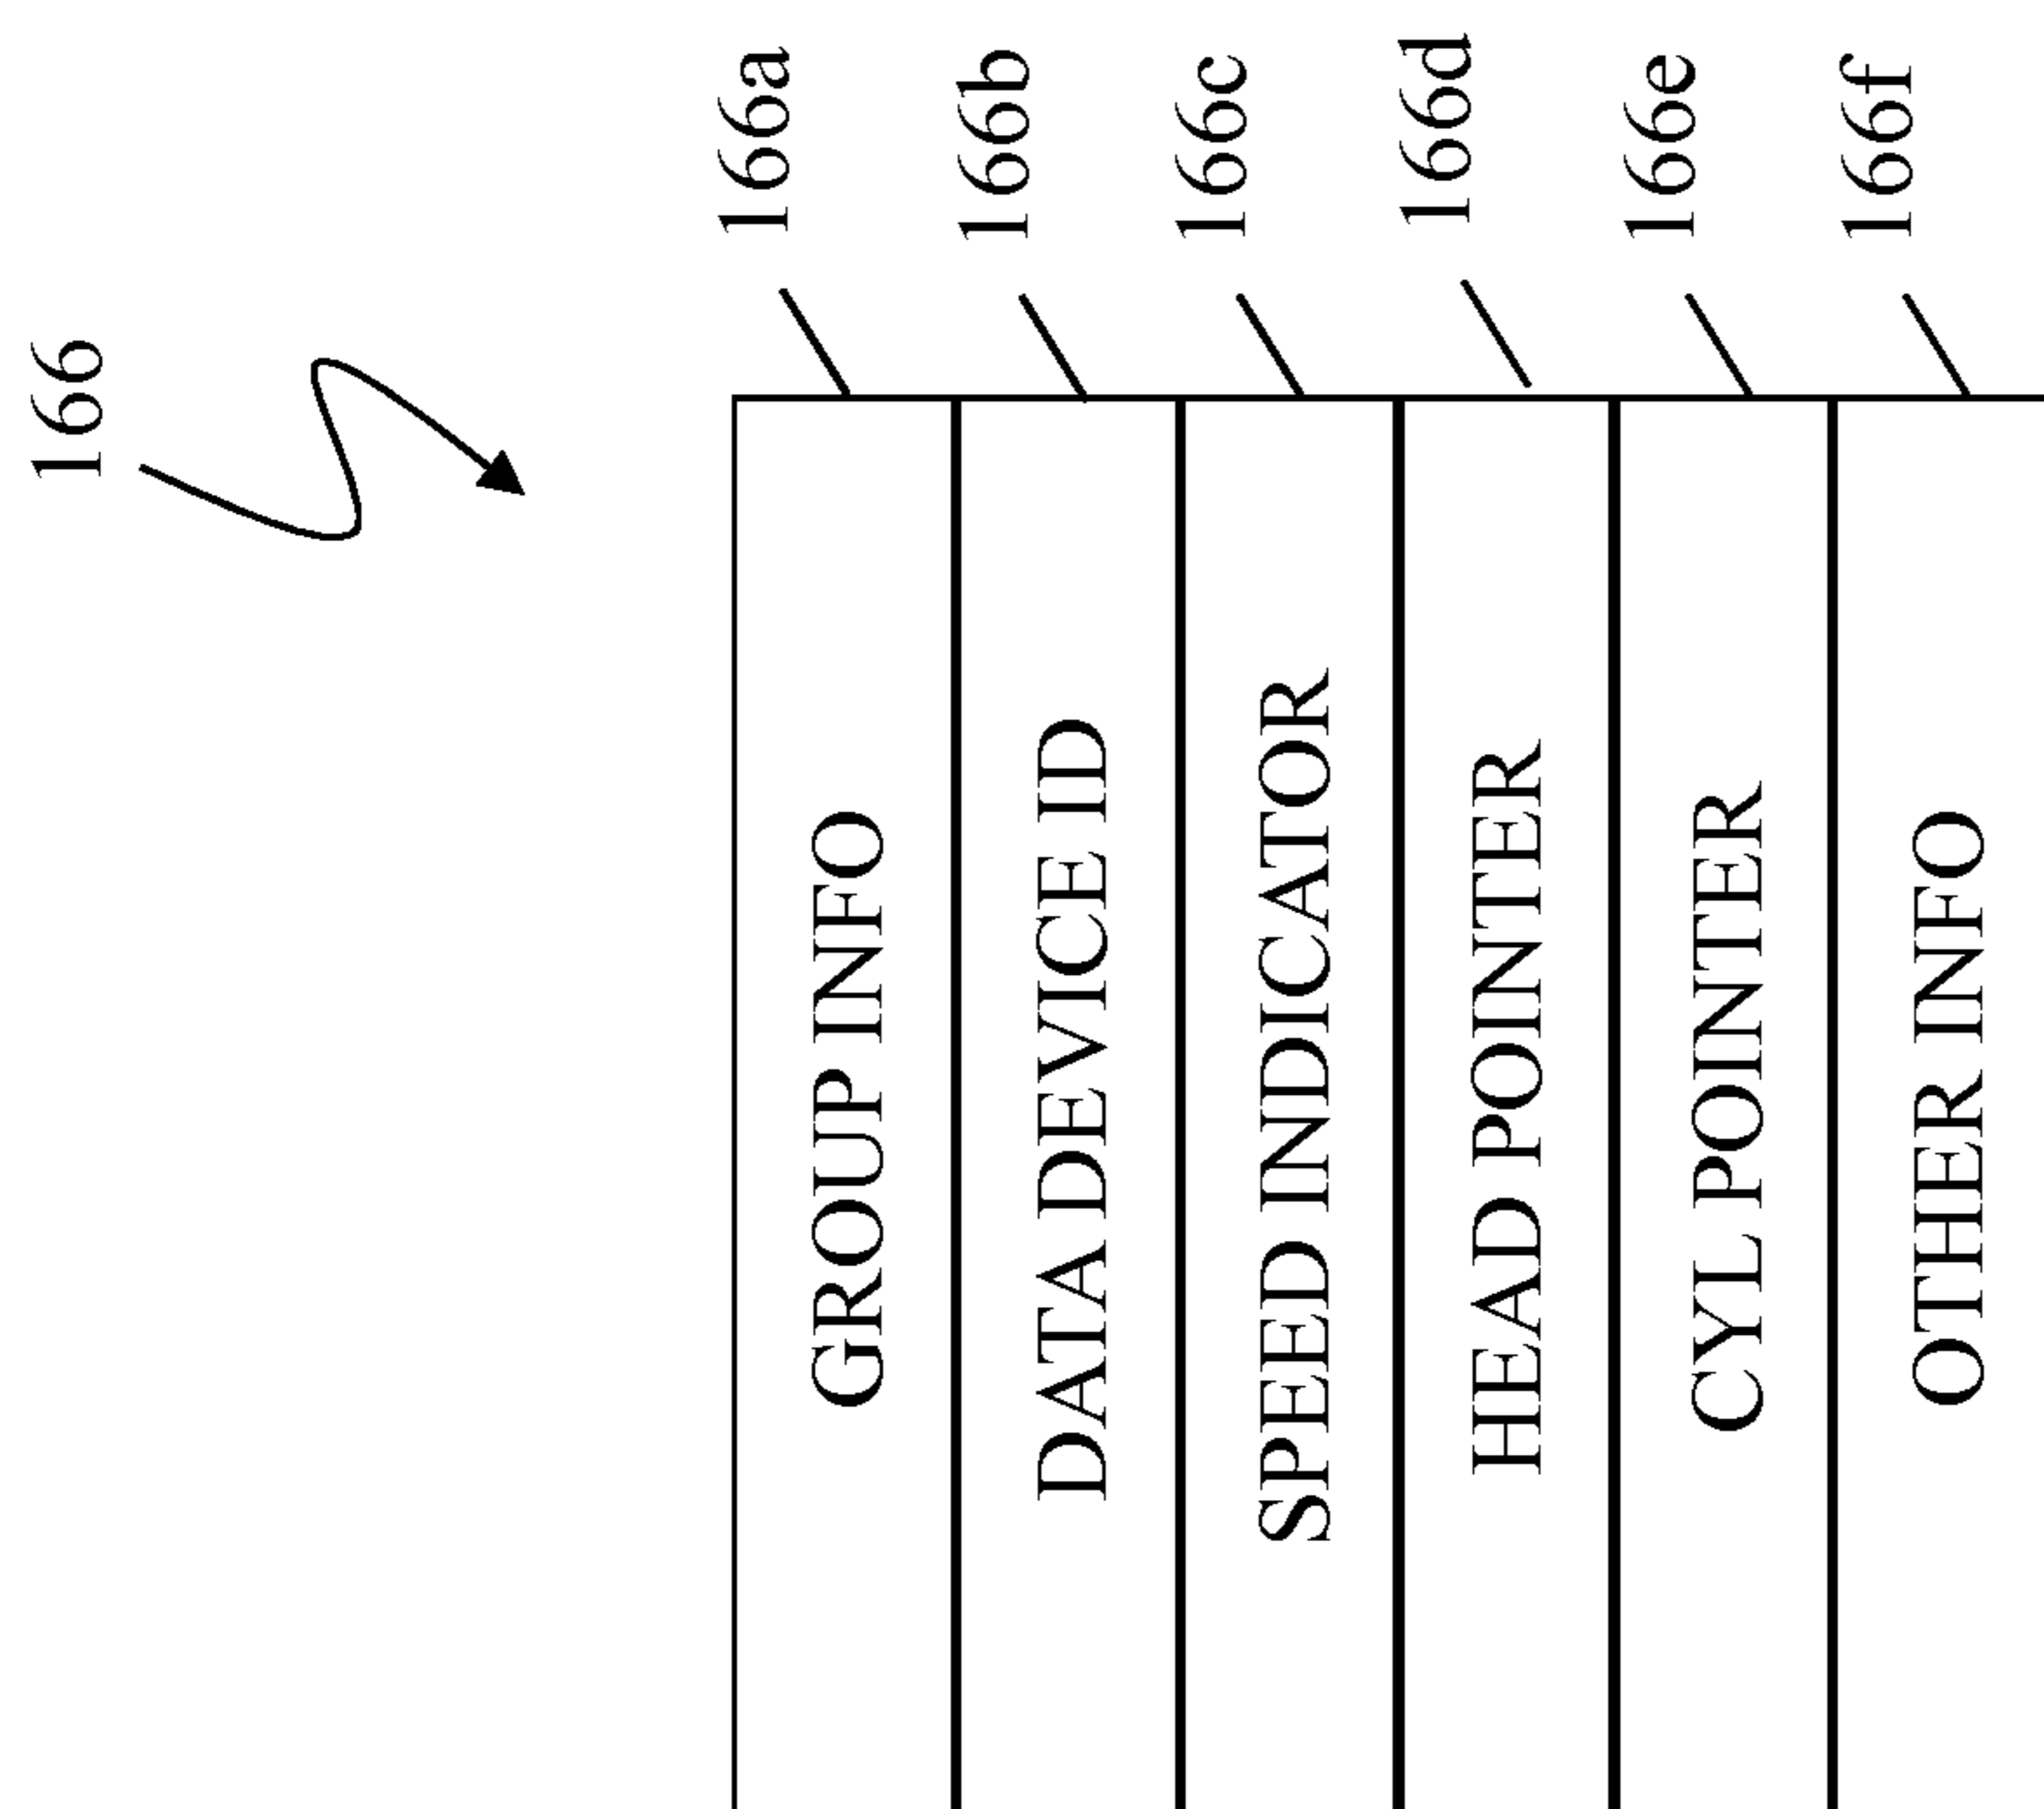 166
GROUP INFO 166a
DATA DEVICE ID 166b
SPEED INDICATOR 166c
HEAD POINTER 166d
CYL POINTER 166e
OTHER INFO 166f